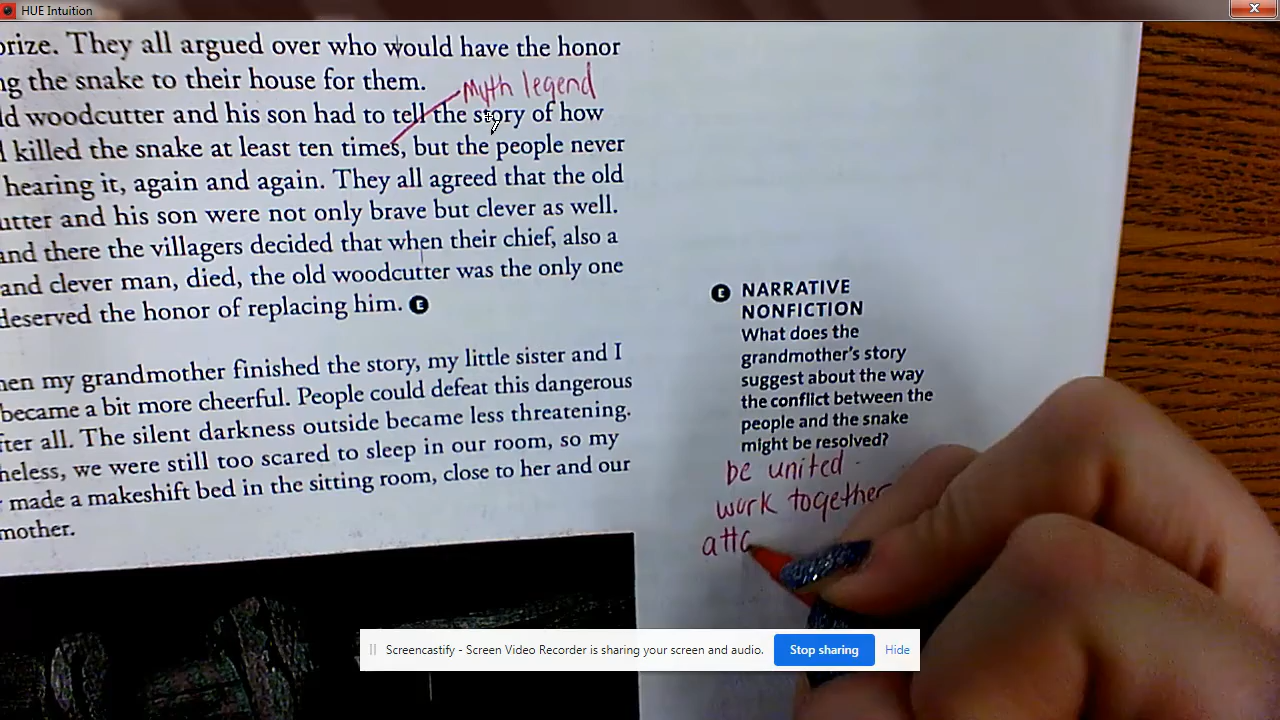 HUE Intuition
prize. They all argued over who would have the honor
ng the snake to their house for them.
Myth legend
ld woodcutter and his son had to tell the story of how
killed the snake at least ten times, but the people never
hearing it, again and again. They all agreed that the old
utter and his son were not only brave but clever as well.
and there the villagers decided that when their chief, also a
and clever man, died, the old woodcutter was the only one
deserved the honor of replacing him. E
hen my grandmother finished the story, my little sister and I
became a bit more cheerful. People could defeat this dangerous
fter all. The silent darkness outside became less threatening.
heless, we were still too scared to sleep in our room, so my
made a makeshift bed in the sitting room, close to her and our
mother.
E NARRATIVE
NONFICTION
What does the
grandmother's story
suggest about the way
the conflict between the
people and the snake
might be resolved?
be united
work together
attc
Screencastify - Screen Video Recorder is sharing your screen and audio.
Stop sharing
Hide